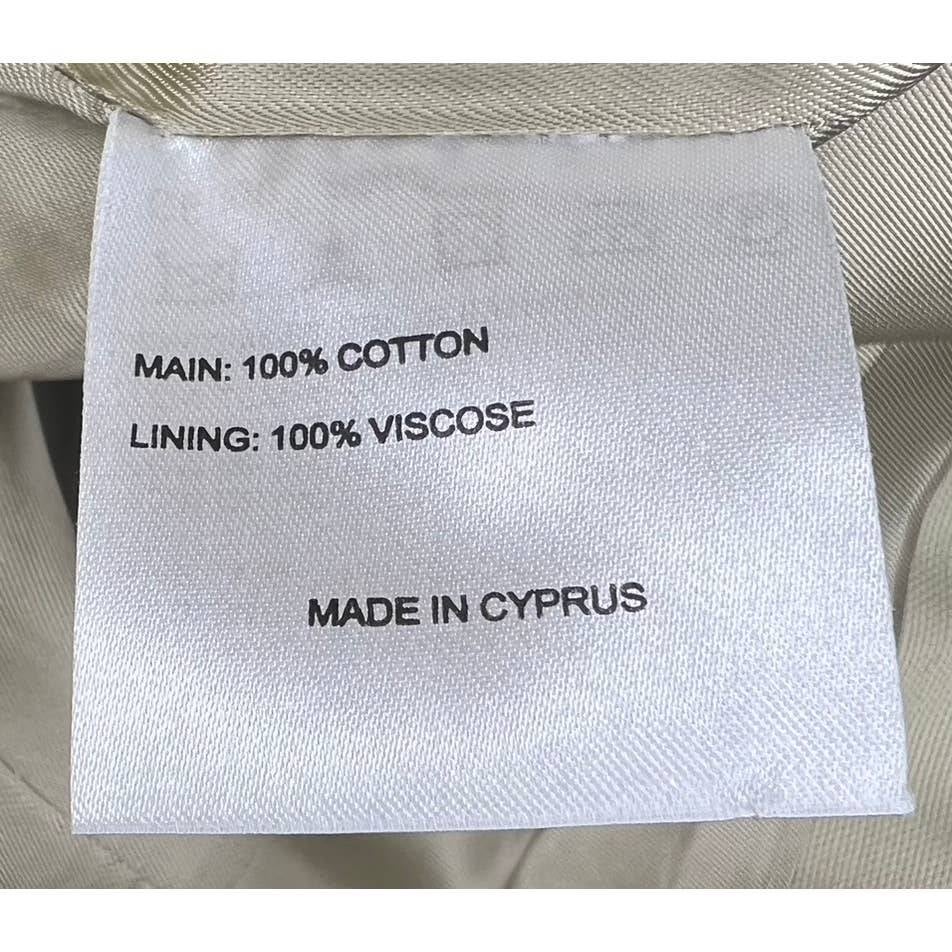 MAIN: 100% COTTON
LINING: 100% VISCOSE
MADE IN CYPRUS